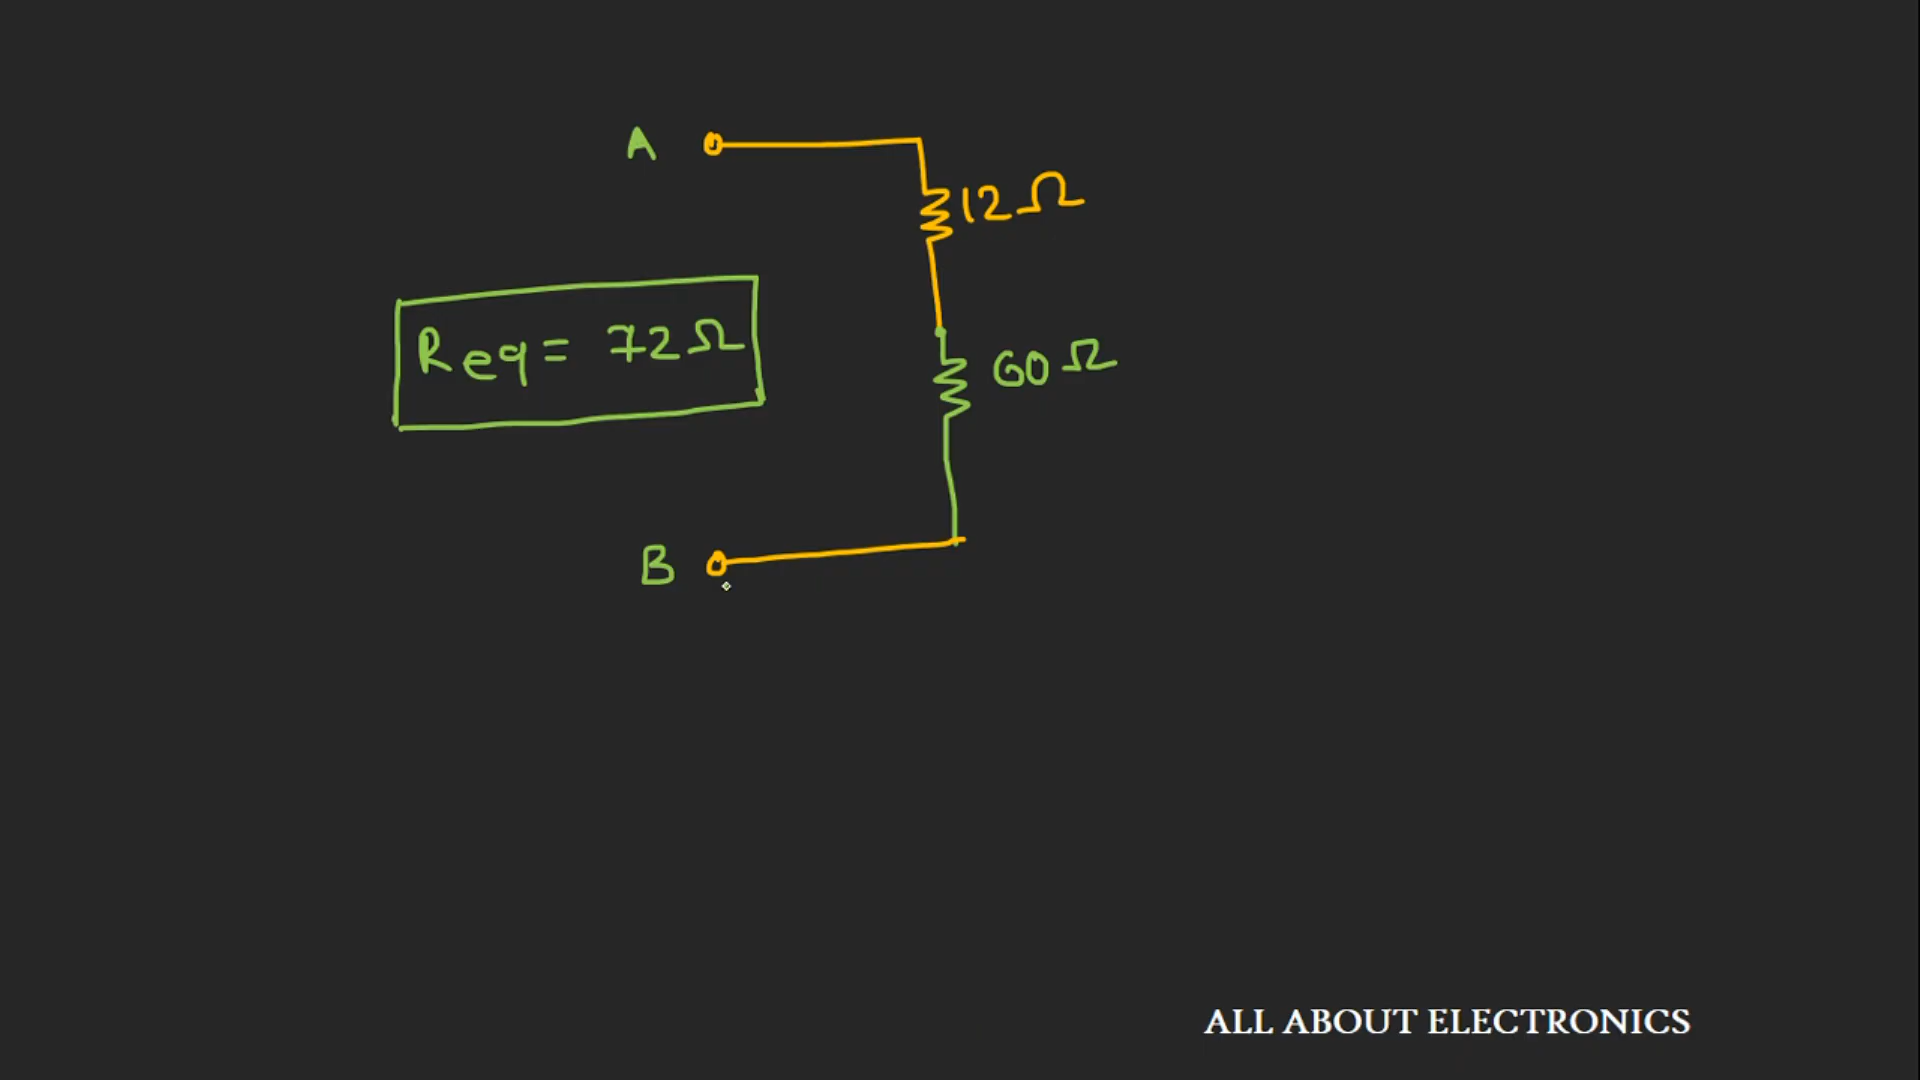 A
12Ω
Req = 72Ω
60Ω
B
ALL ABOUT ELECTRONICS